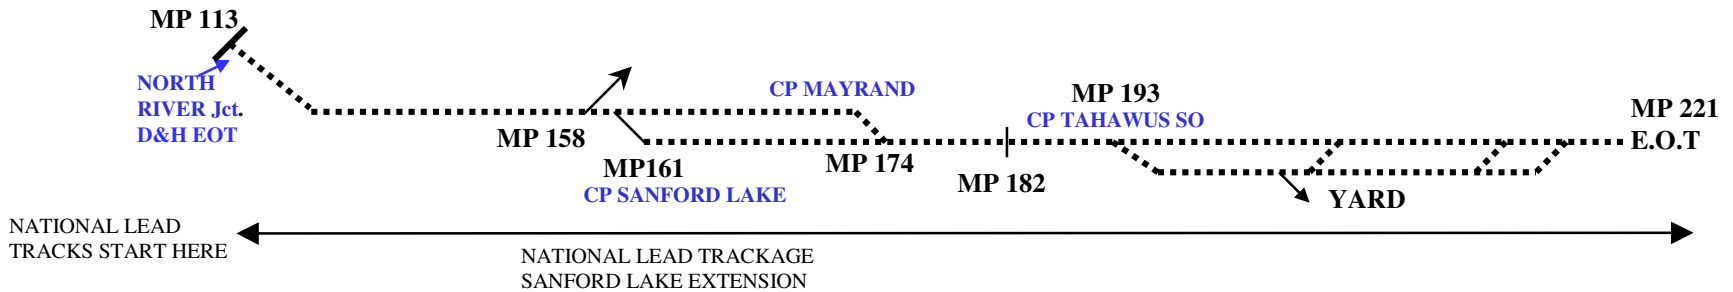 MP 113
NORTH
RIVER Jct.
D&H EOT
MP 158
MP161
CP SANFORD LAKE
CP MAYRAND
MP 174
MP 182
MP 193
CP TAHAWUS SO
YARD
MP 221
E.O.T
NATIONAL LEAD
TRACKS START HERE
NATIONAL LEAD TRACKAGE
SANFORD LAKE EXTENSION